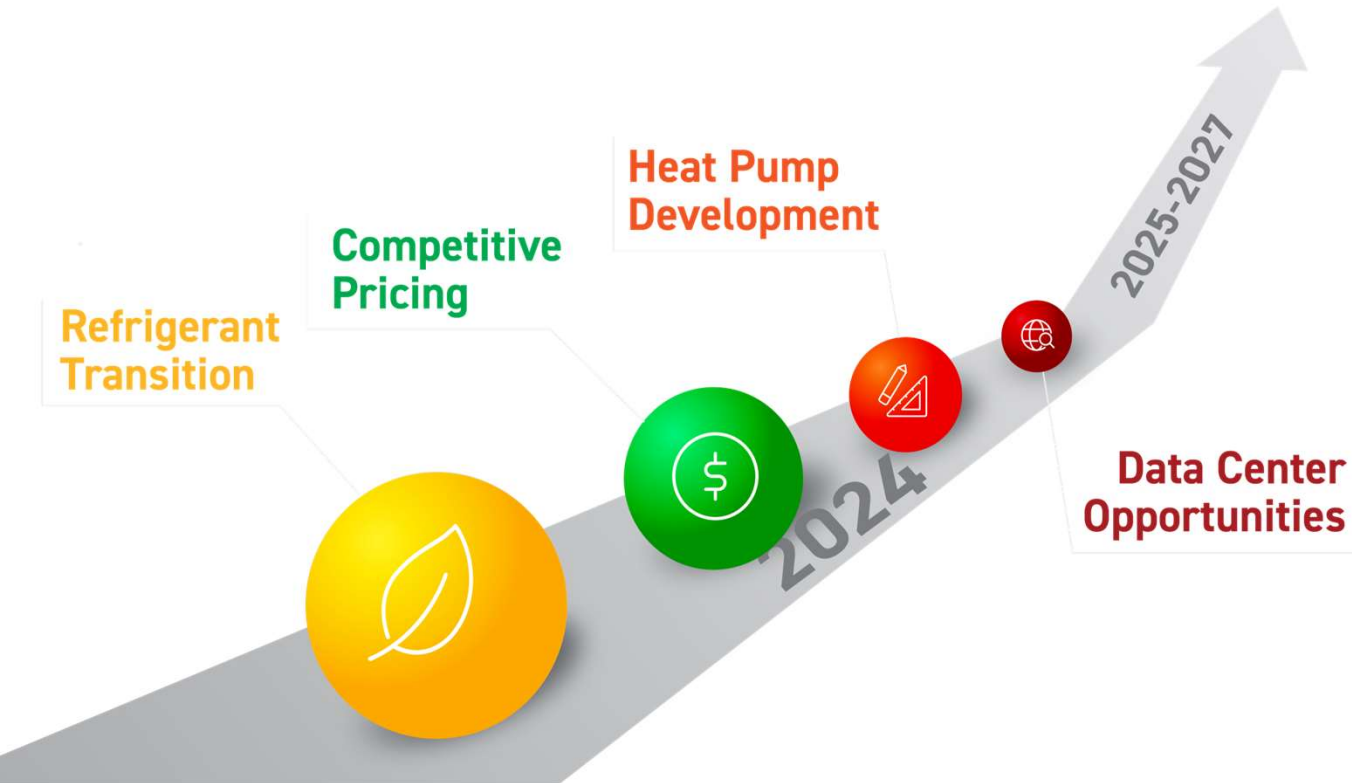 Refrigerant
Transition
Competitive
Pricing
Heat Pump
Development
Data Center
Opportunities
2024
2025-2027
$